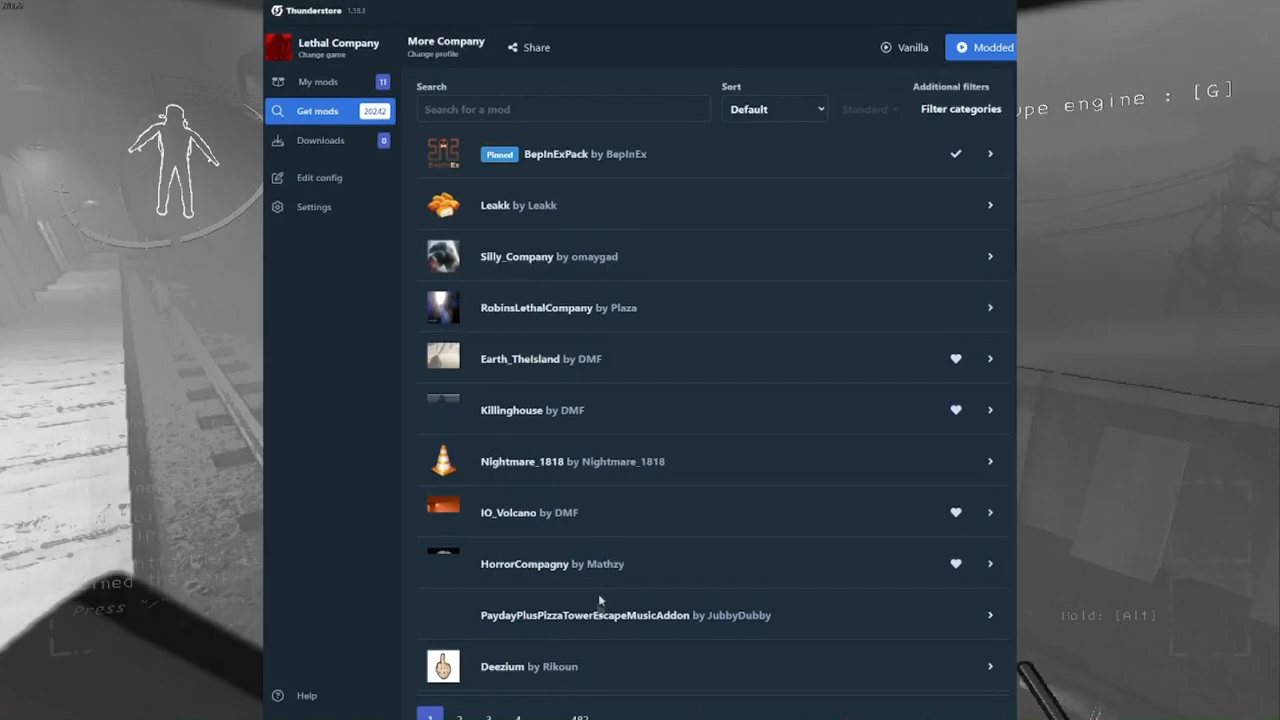 Thunderstore 1.38.1
Lethal Company
Change game
More Company
Change profile
Share
Vanilla
Modded
My mods 11
Get mods 20242
Downloads 0
Edit config
Settings
Help
Search
Search for a mod
Sort
Default
Standard
Additional filters
Filter categories
Pinned BepInExPack by BepInEx
Leakk by Leakk
Silly_Company by omaygad
RobinsLethalCompany by Plaza
Earth_TheIsland by DMF
Killinghouse by DMF
Nightmare_1818 by Nightmare_1818
IO_Volcano by DMF
HorrorCompagny by Mathzy
PaydayPlusPizzaTowerEscapeMusicAddon by JubbyDubby
Deezium by Rikoun
1 2 3 4 482
engine : [G]
Press "/"
Hold: [Alt]